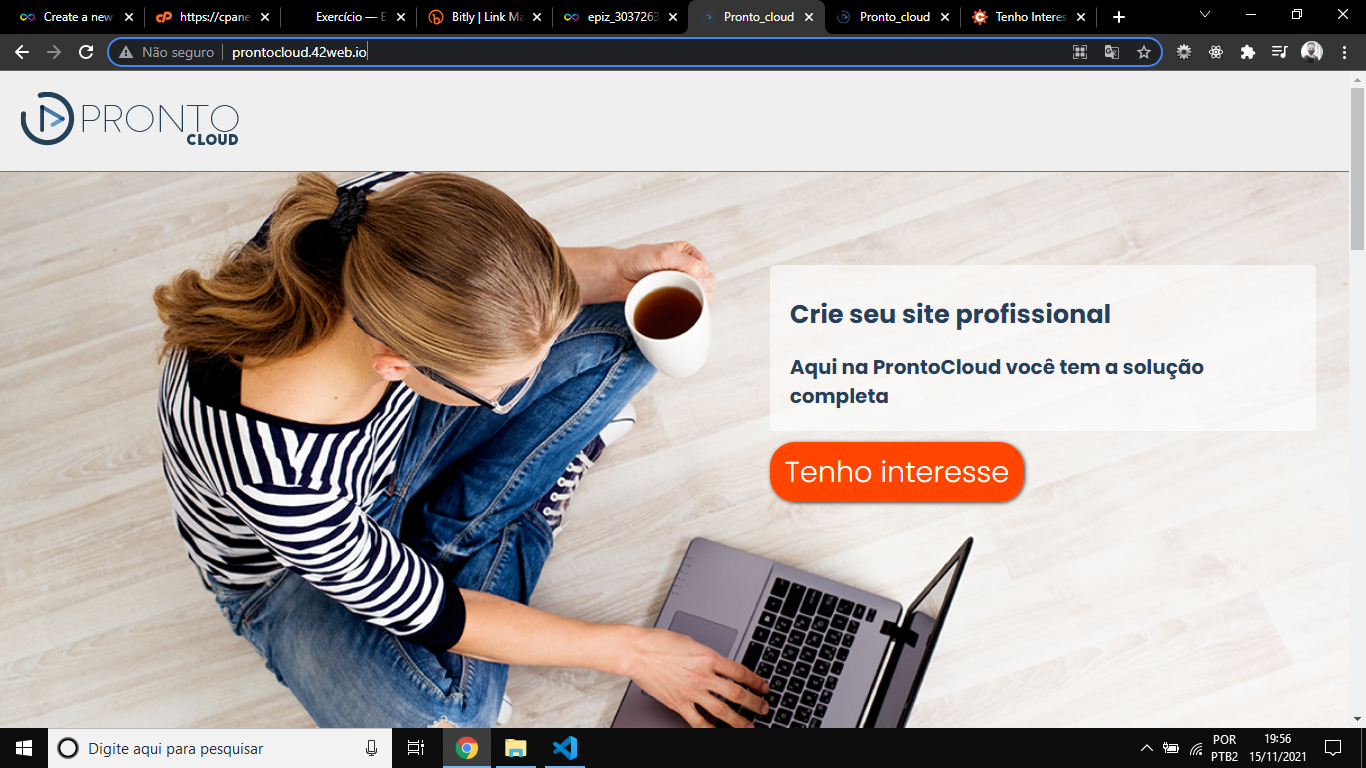 Create a new
https://cpane
Exercício — E
Bitly | Link Ma
epiz_3037263
Pronto_cloud
Pronto_cloud
Tenho Interes
Não seguro
prontocloud.42web.io
PRONTO
CLOUD
Crie seu site profissional
Aqui na ProntoCloud você tem a solução
completa
Tenho interesse
Digite aqui para pesquisar
POR
PTB2
19:56
15/11/2021